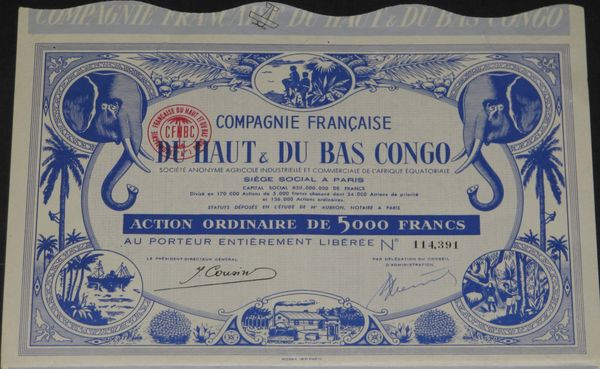 COMPAGNIE FRANÇAISE DU HAUT & DU BAS CONGO
COMPAGNIE FRANÇAISE
DU HAUT & DU BAS CONGO
CFHBC
SOCIÉTÉ ANONYME AGRICOLE INDUSTRIELLE ET COMMERCIALE DE L'AFRIQUE EQUATORIALE
SIÈGE SOCIAL A PARIS
CAPITAL SOCIAL 850.000.000 DE FRANCS
Divisé en 170 000 Actions de 5.000 francs chacune dont 34.000 Actions de priorité
et 136.000 Actions ordinaires.
STATUTS DÉPOSÉS EN L'ÉTUDE DE Me AUBRON, NOTAIRE A PARIS
ACTION ORDINAIRE DE 5000 FRANCS
AU PORTEUR ENTIÈREMENT LIBÉRÉE No 114,391
LE PRÉSIDENT-DIRECTEUR GÉNÉRAL
PAR DÉLÉGATION DU CONSEIL
D'ADMINISTRATION
J Cousin